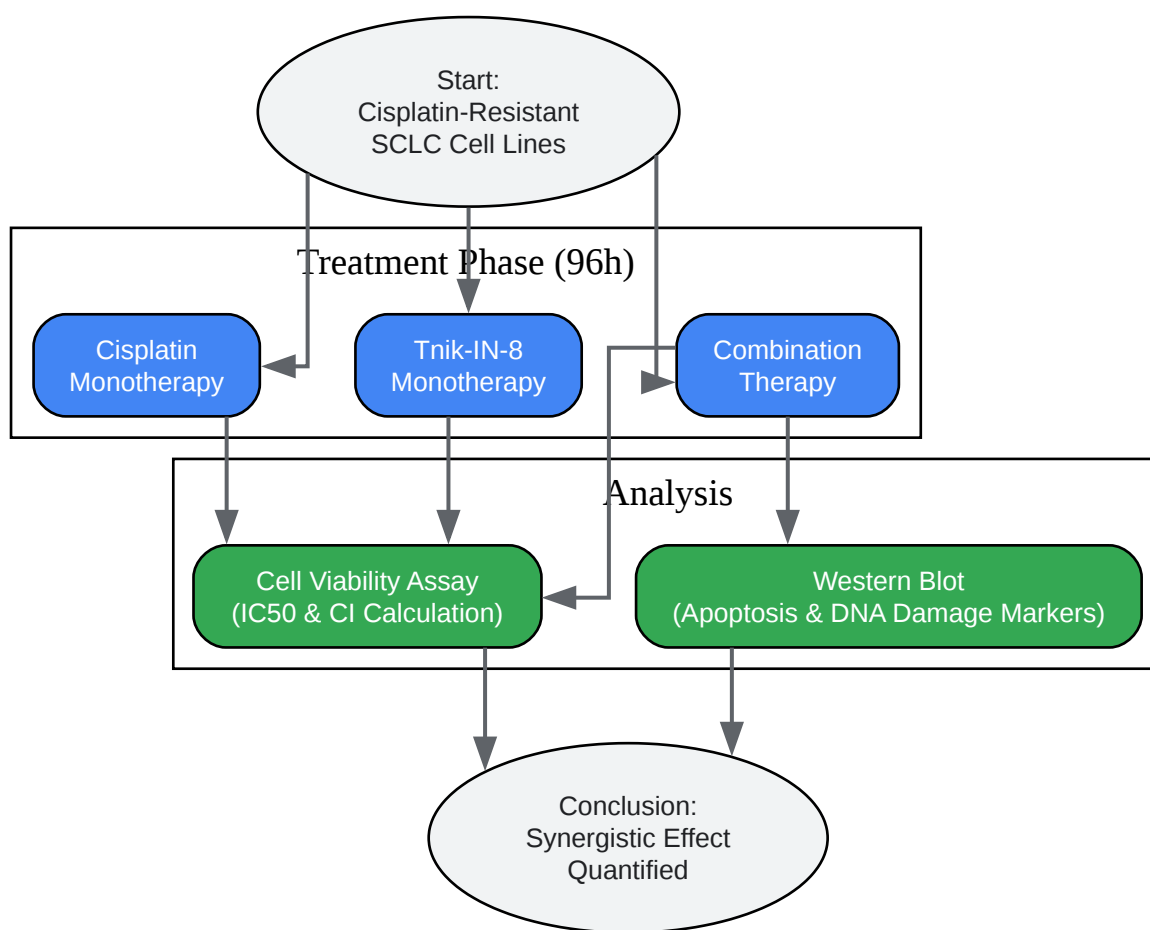 Start:
Cisplatin-Resistant
SCLC Cell Lines
Treatment Phase (96h)
Cisplatin
Monotherapy
Tnik-IN-8
Monotherapy
Combination
Therapy
Analysis
Cell Viability Assay
(IC50 & CI Calculation)
Western Blot
(Apoptosis & DNA Damage Markers)
Conclusion:
Synergistic Effect
Quantified